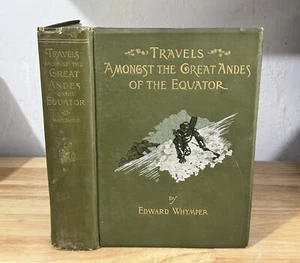 TRAVELS
AMONGST THE
GREAT
ANDES
OF THE
EQUATOR
WHYMPER
TRAVELS
AMONGST THE GREAT ANDES
OF THE EQUATOR
BY
EDWARD WHYMPER